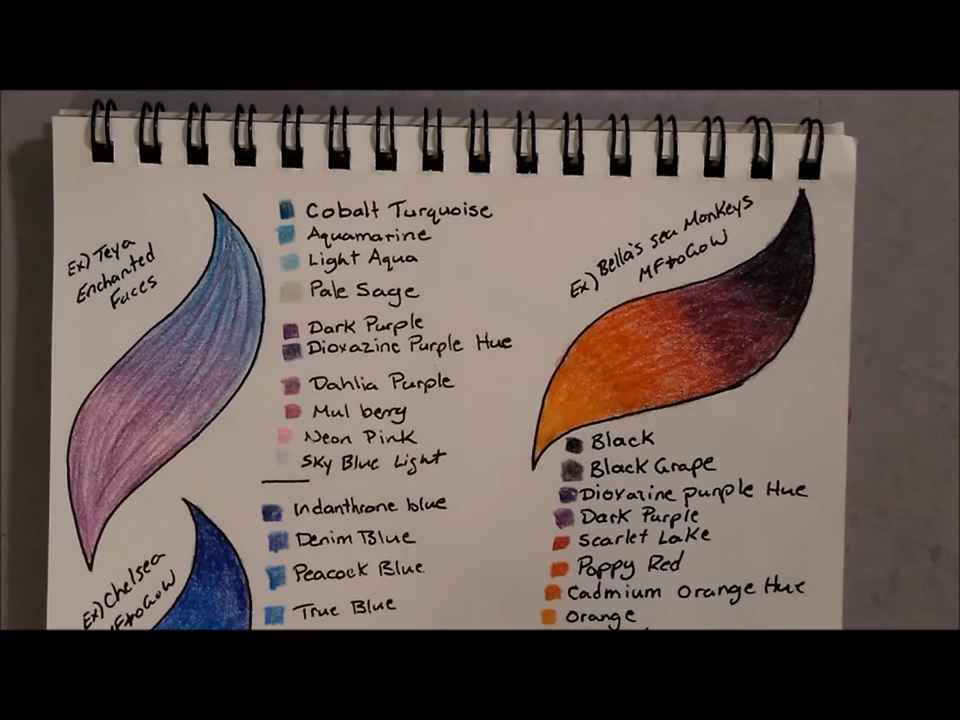 Ex) Teya
Enchanted
Faces
Cobalt Turquoise
Aquamarine
Light Aqua
Pale Sage
Dark Purple
Dioxazine Purple Hue
Dahlia Purple
Mulberry
Neon Pink
Sky Blue Light
Indanthrone blue
Denim Blue
Peacock Blue
True Blue
Ex) Chelsea
MFtoGoW
Ex) Bella's sea Monkeys
MFtoGoW
Black
Black Grape
Dioxazine purple Hue
Dark Purple
Scarlet Lake
Poppy Red
Cadmium Orange Hue
Orange